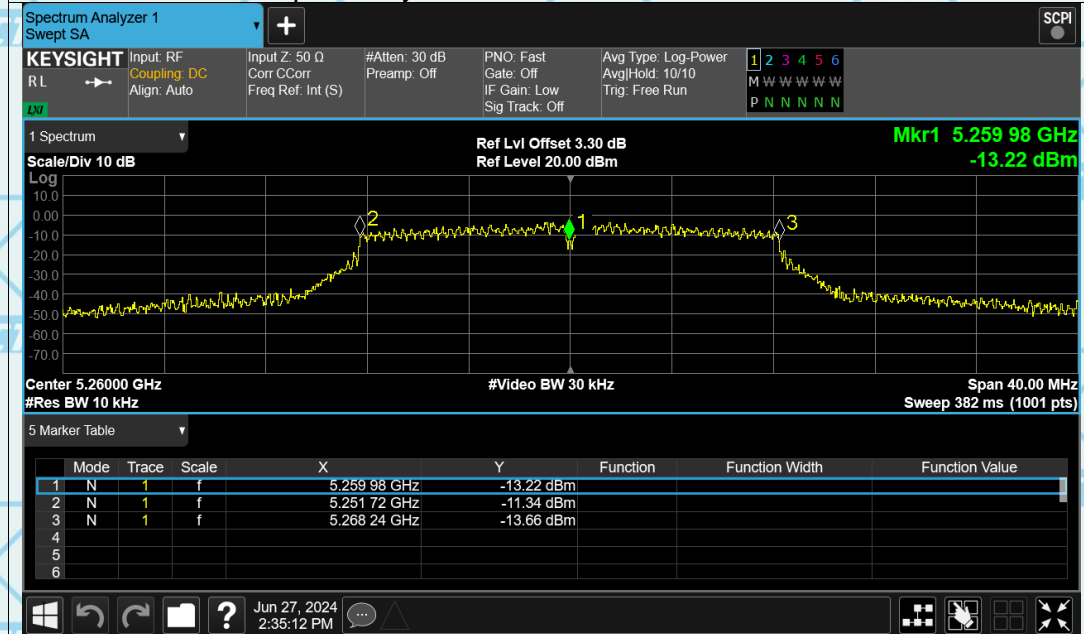 Spectrum Analyzer 1
Swept SA
+
SCPI
KEYSIGHT
RL
LXI
Input: RF
Coupling: DC
Align: Auto
Input Z: 50 Ω
Corr CCorr
Freq Ref: Int (S)
#Atten: 30 dB
Preamp: Off
PNO: Fast
Gate: Off
IF Gain: Low
Sig Track: Off
Avg Type: Log-Power
Avg|Hold: 10/10
Trig: Free Run
1 2 3 4 5 6
M W W W W W
P N N N N N
1 Spectrum
Scale/Div 10 dB
Ref Lvl Offset 3.30 dB
Ref Level 20.00 dBm
Mkr1 5.259 98 GHz
-13.22 dBm
Log
10.0
0.00
-10.0
-20.0
-30.0
-40.0
-50.0
-60.0
-70.0
2
1
3
Center 5.26000 GHz
#Res BW 10 kHz
#Video BW 30 kHz
Span 40.00 MHz
Sweep 382 ms (1001 pts)
5 Marker Table
Mode Trace Scale X Y Function Function Width Function Value
1 N 1 f 5.259 98 GHz -13.22 dBm
2 N 1 f 5.251 72 GHz -11.34 dBm
3 N 1 f 5.268 24 GHz -13.66 dBm
4
5
6
?
Jun 27, 2024
2:35:12 PM